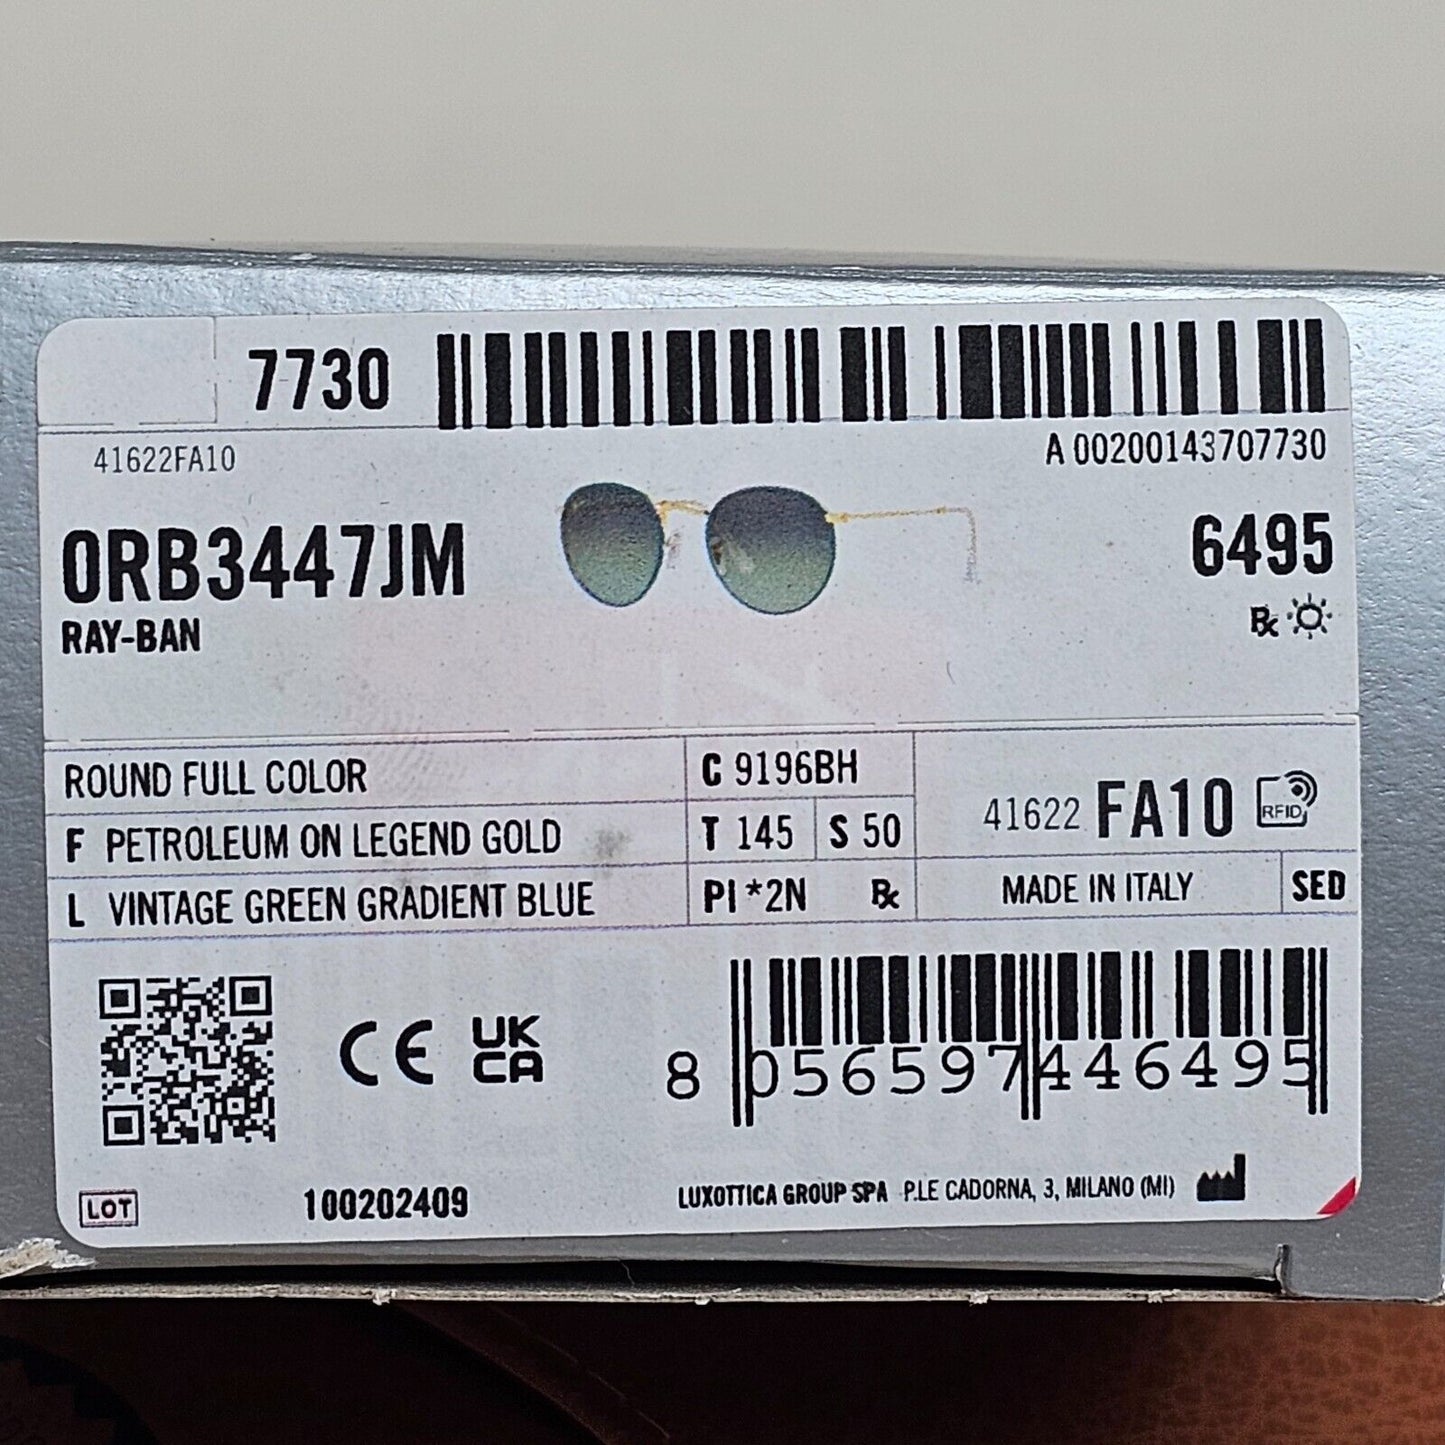 7730
A 00200143707730
41622FA10
0RB3447JM
RAY-BAN
6495
Rx
ROUND FULL COLOR
C 9196BH
F PETROLEUM ON LEGEND GOLD
T 145 S 50
41622 FA10 RFID
L VINTAGE GREEN GRADIENT BLUE
PI *2N Rx
MADE IN ITALY SED
CE UK CA
8 056597 446495
LOT 100202409
LUXOTTICA GROUP SPA P.LE CADORNA, 3, MILANO (MI)